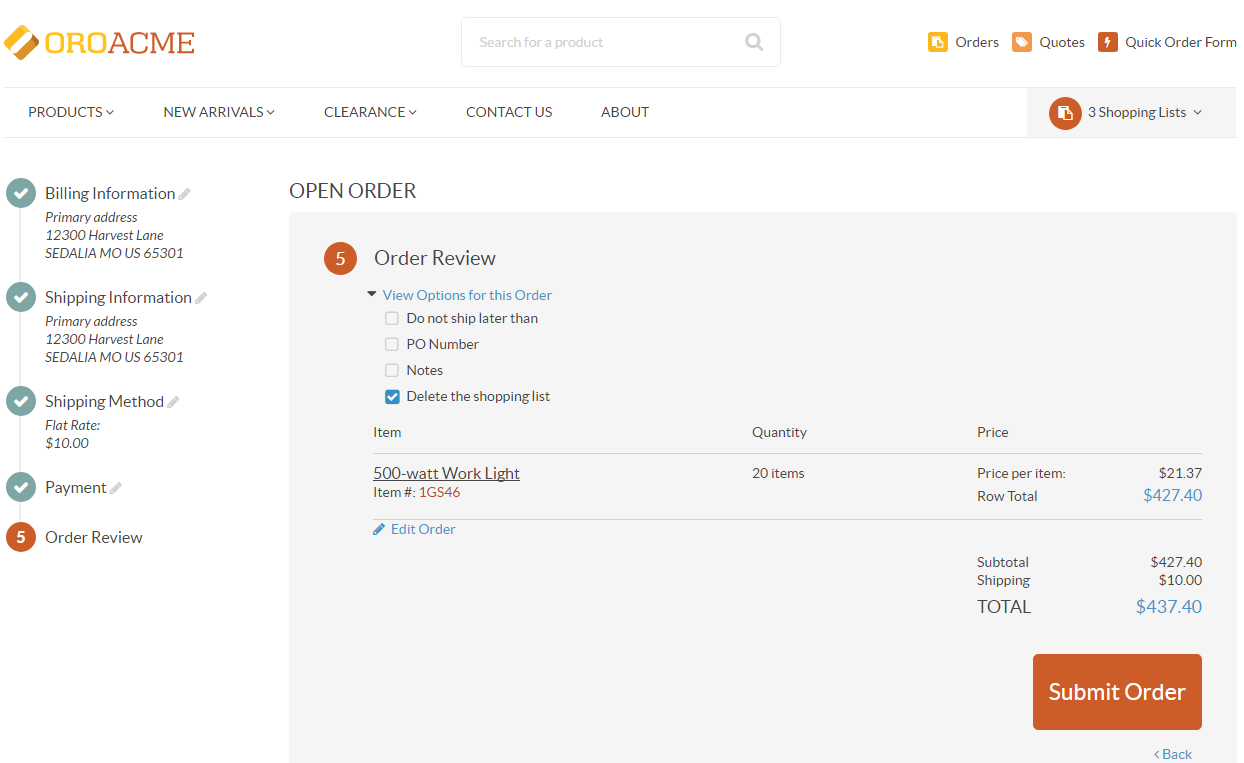 OROACME
Search for a product
Orders
Quotes
Quick Order Form
PRODUCTS
NEW ARRIVALS
CLEARANCE
CONTACT US
ABOUT
3 Shopping Lists
Billing Information
Primary address
12300 Harvest Lane
SEDALIA MO US 65301
Shipping Information
Primary address
12300 Harvest Lane
SEDALIA MO US 65301
Shipping Method
Flat Rate:
$10.00
Payment
5 Order Review
OPEN ORDER
5 Order Review
View Options for this Order
Do not ship later than
PO Number
Notes
Delete the shopping list
Item Quantity Price
500-watt Work Light 20 items Price per item: $21.37
Item #: 1GS46 Row Total $427.40
Edit Order
Subtotal $427.40
Shipping $10.00
TOTAL $437.40
Submit Order
Back